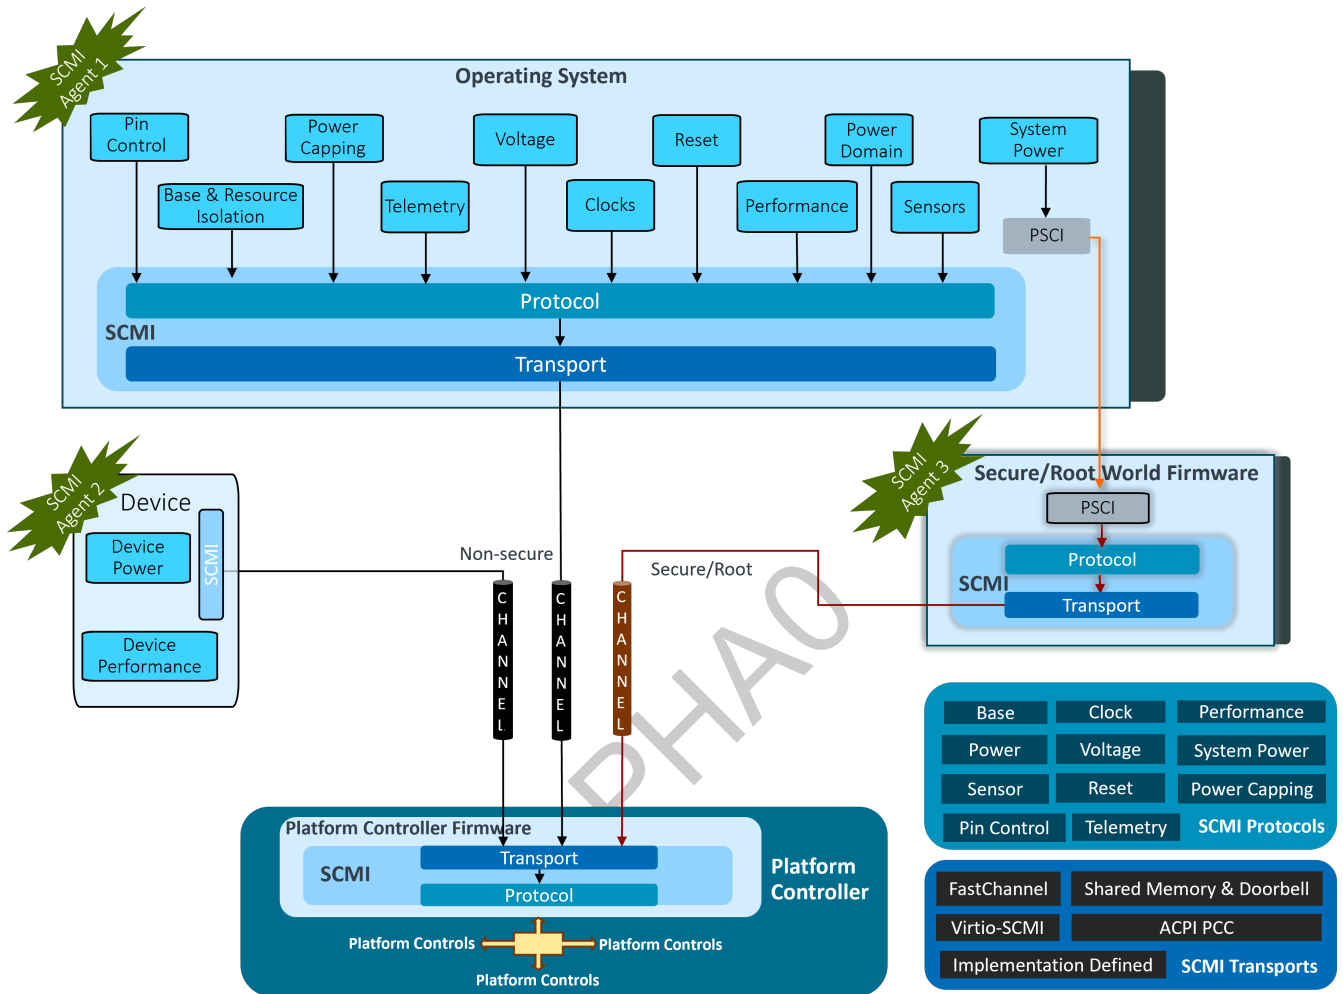 SCMI
Agent 1
Operating System
Pin
Control
Power
Capping
Voltage
Reset
Power
Domain
System
Power
Base & Resource
Isolation
Telemetry
Clocks
Performance
Sensors
PSCI
Protocol
SCMI
Transport
SCMI
Agent 2
Device
Device
Power
SCMI
Device
Performance
Non-secure
Secure/Root
CHANNEL
CHANNEL
CHANNEL
SCMI
Agent 3
Secure/Root World Firmware
PSCI
Protocol
SCMI
Transport
PHA0
Platform Controller Firmware
Transport
SCMI
Protocol
Platform
Controller
Platform Controls
Platform Controls
Platform Controls
Base
Clock
Performance
Power
Voltage
System Power
Sensor
Reset
Power Capping
Pin Control
Telemetry
SCMI Protocols
FastChannel
Shared Memory & Doorbell
Virtio-SCMI
ACPI PCC
Implementation Defined
SCMI Transports